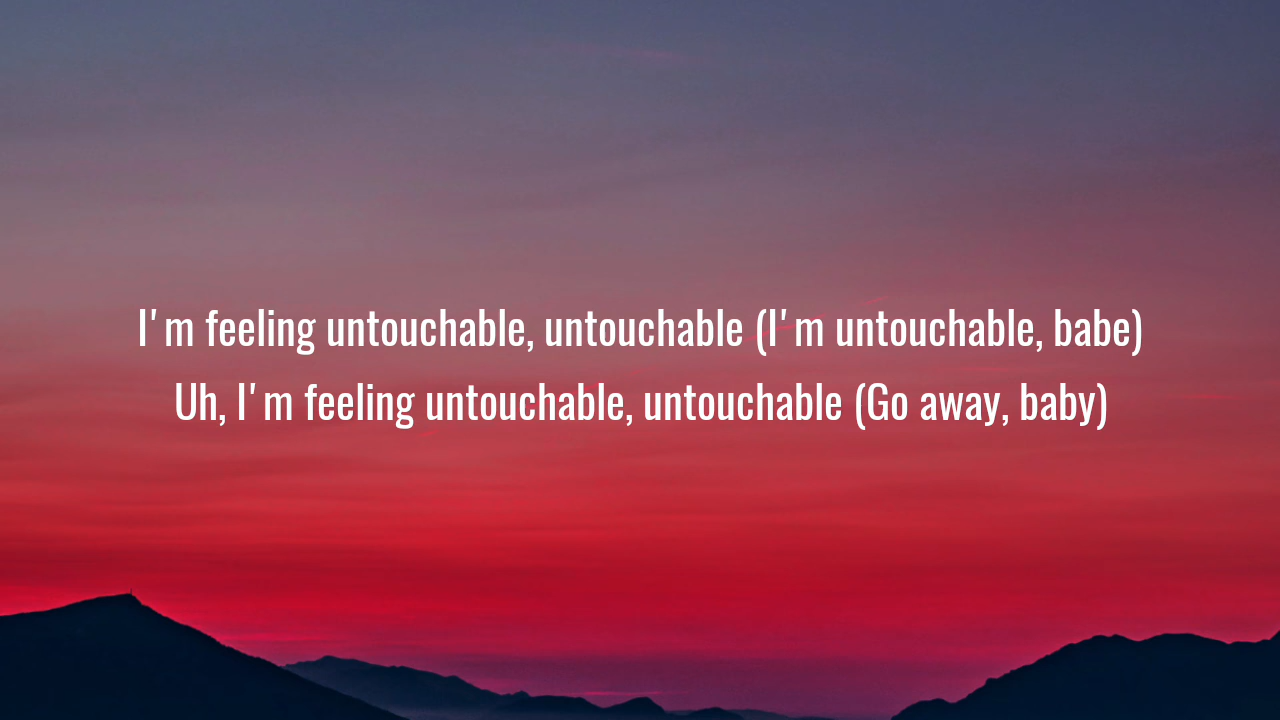 I'm feeling untouchable, untouchable (I'm untouchable, babe)
Uh, I'm feeling untouchable, untouchable (Go away, baby)